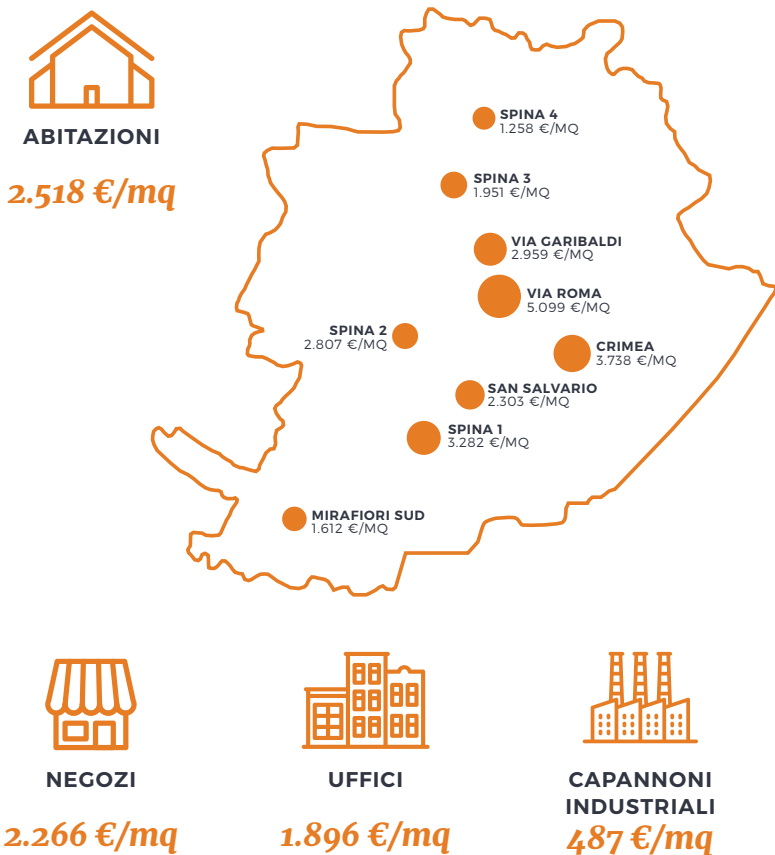 ABITAZIONI
2.518 €/mq
SPINA 4
1.258 €/MQ
SPINA 3
1.951 €/MQ
VIA GARIBALDI
2.959 €/MQ
VIA ROMA
5.099 €/MQ
SPINA 2
2.807 €/MQ
CRIMEA
3.738 €/MQ
SAN SALVARIO
2.303 €/MQ
SPINA 1
3.282 €/MQ
MIRAFIORI SUD
1.612 €/MQ
NEGOZI
2.266 €/mq
UFFICI
1.896 €/mq
CAPANNONI
INDUSTRIALI
487 €/mq